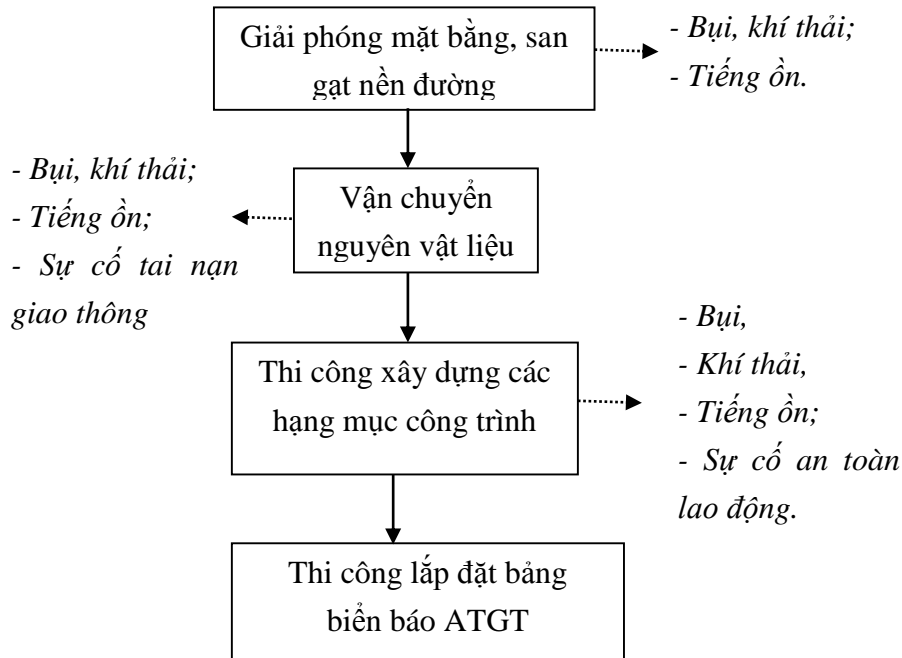 Giải phóng mặt bằng, san
gạt nền đường
- Bụi, khí thải;
- Tiếng ồn.
- Bụi, khí thải;
- Tiếng ồn;
- Sự cố tai nạn
giao thông
Vận chuyển
nguyên vật liệu
Thi công xây dựng các
hạng mục công trình
- Bụi,
- Khí thải,
- Tiếng ồn;
- Sự cố an toàn
lao động.
Thi công lắp đặt bảng
biển báo ATGT